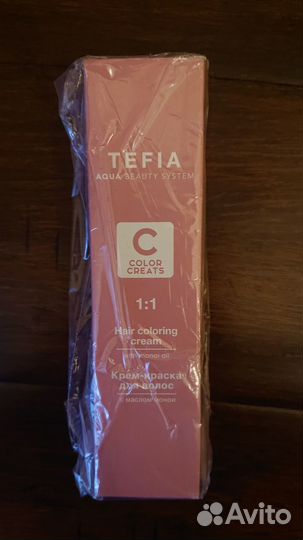 TEFIA
AQUA BEAUTY SYSTEM
C
COLOR
CREATS
1:1
Hair coloring
cream
with monoi oil
Крем-краска
для волос
с маслом монои
Avito